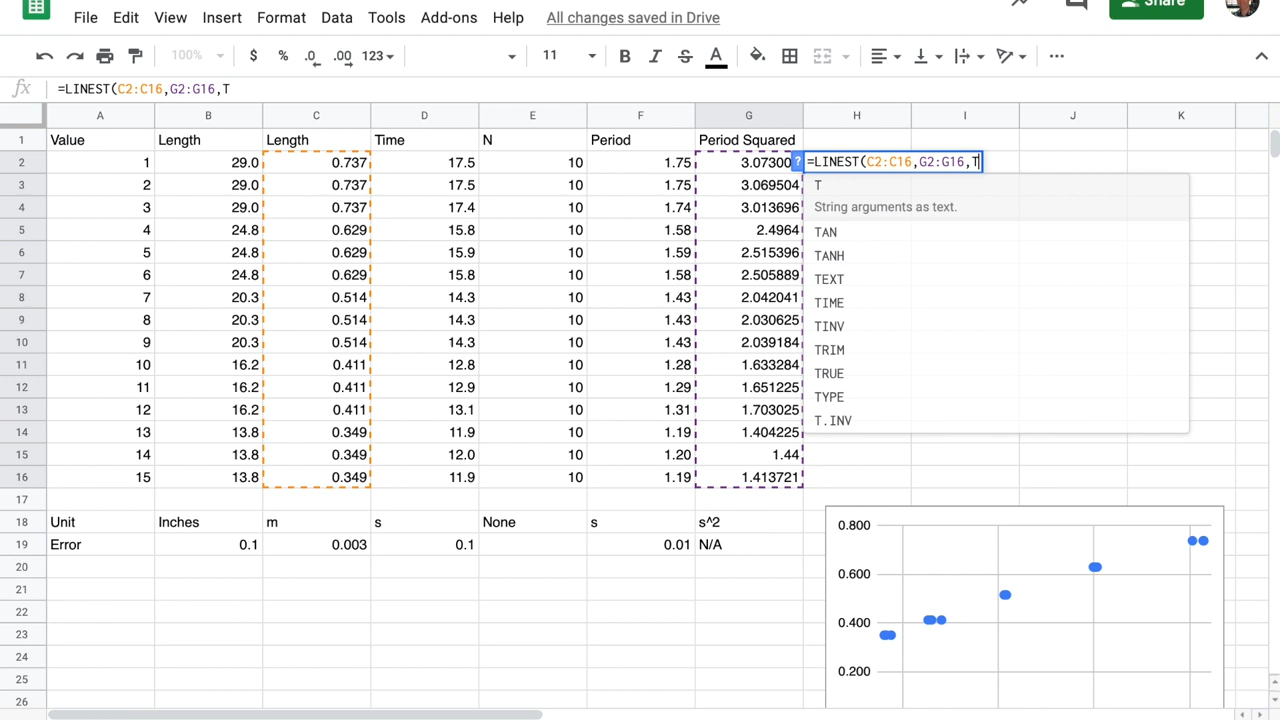 Share
File Edit View Insert Format Data Tools Add-ons Help All changes saved in Drive
100% $ % .0 .00 123 11 B I S A ...
fx =LINEST(C2:C16,G2:G16,T
A B C D E F G H I J K
1 Value Length Length Time N Period Period Squared
2 1 29.0 0.737 17.5 10 1.75 3.07300 ? =LINEST(C2:C16,G2:G16,T
3 2 29.0 0.737 17.5 10 1.75 3.069504 T
4 3 29.0 0.737 17.4 10 1.74 3.013696 String arguments as text.
5 4 24.8 0.629 15.8 10 1.58 2.4964 TAN
6 5 24.8 0.629 15.9 10 1.59 2.515396 TANH
7 6 24.8 0.629 15.8 10 1.58 2.505889 TEXT
8 7 20.3 0.514 14.3 10 1.43 2.042041 TIME
9 8 20.3 0.514 14.3 10 1.43 2.030625 TINV
10 9 20.3 0.514 14.3 10 1.43 2.039184 TRIM
11 10 16.2 0.411 12.8 10 1.28 1.633284 TRUE
12 11 16.2 0.411 12.9 10 1.29 1.651225 TYPE
13 12 16.2 0.411 13.1 10 1.31 1.703025 T.INV
14 13 13.8 0.349 11.9 10 1.19 1.404225
15 14 13.8 0.349 12.0 10 1.20 1.44
16 15 13.8 0.349 11.9 10 1.19 1.413721
17
18 Unit Inches m s None s s^2
19 Error 0.1 0.003 0.1 0.01 N/A
20
21
22
23
24
25
26
0.800
0.600
0.400
0.200